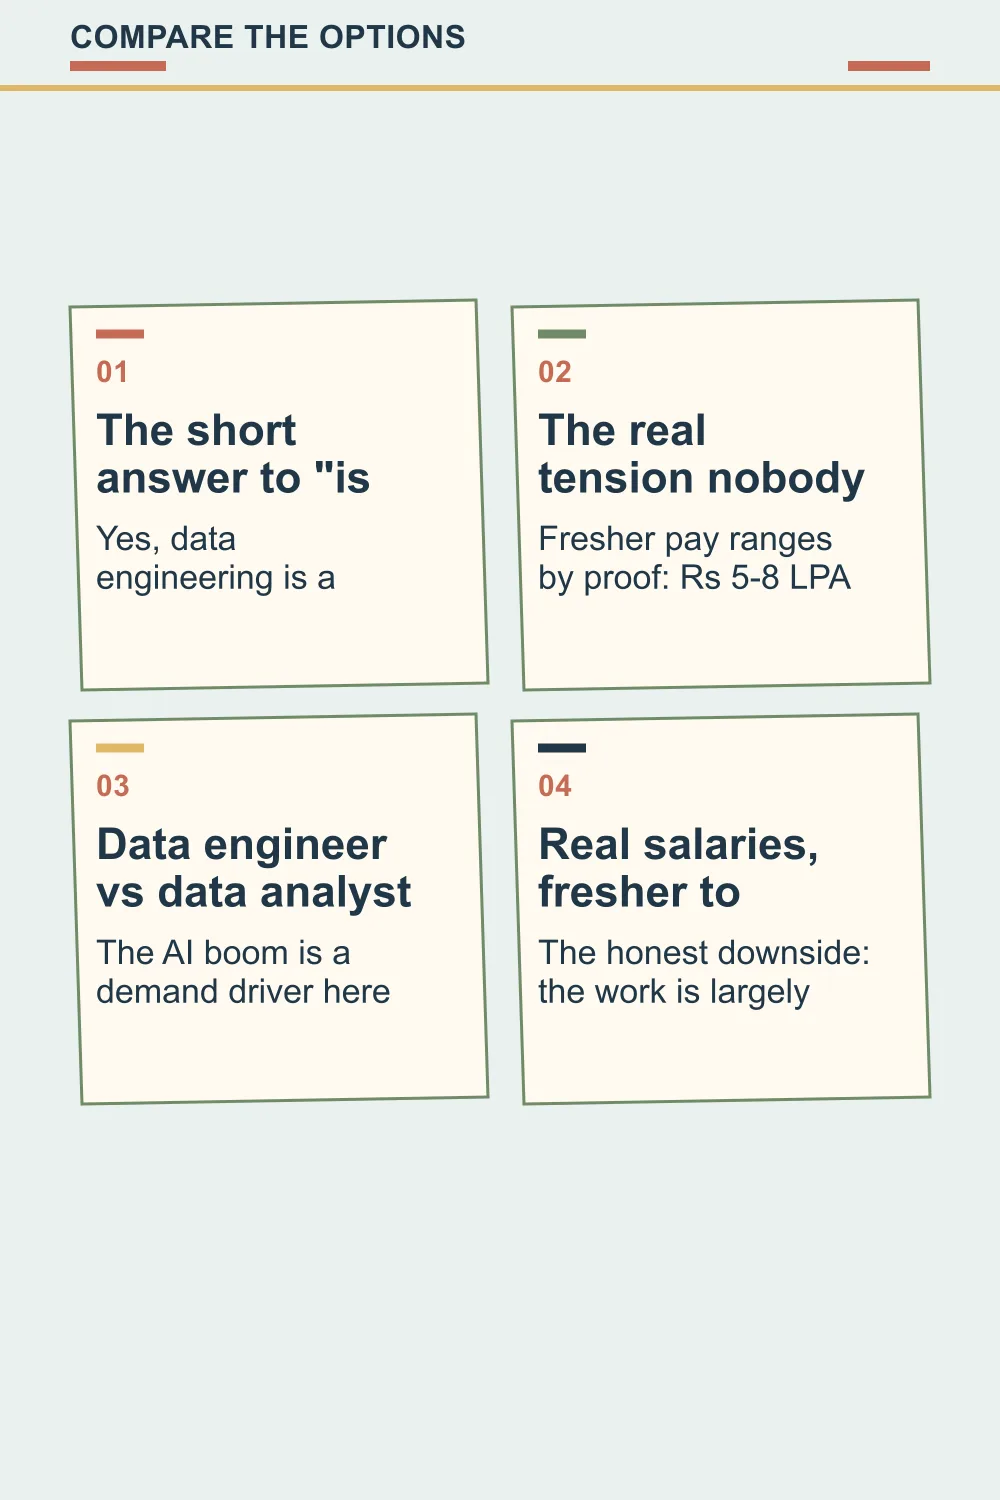 COMPARE THE OPTIONS
01
The short
answer to "is
Yes, data
engineering is a
02
The real
tension nobody
Fresher pay ranges
by proof: Rs 5-8 LPA
03
Data engineer
vs data analyst
The AI boom is a
demand driver here
04
Real salaries,
fresher to
The honest downside:
the work is largely